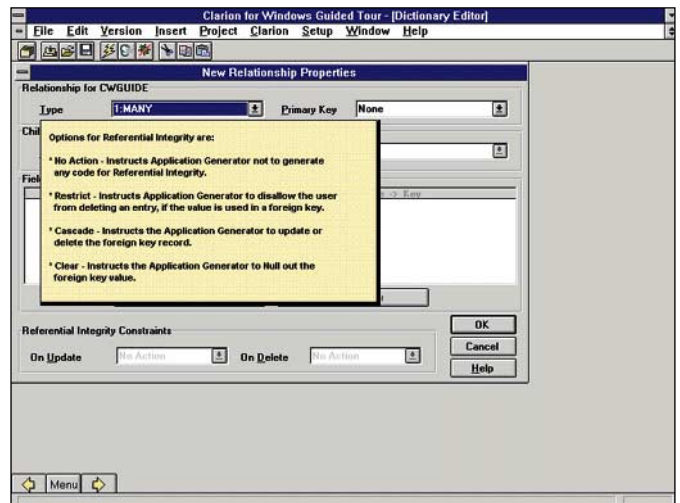 Clarion for Windows Guided Tour - [Dictionary Editor]
File Edit Version Insert Project Clarion Setup Window Help
New Relationship Properties
Relationship for CWGUIDE
Type 1:MANY Primary Key None
Chil
Options for Referential Integrity are:
* No Action - Instructs Application Generator not to generate
any code for Referential Integrity.
Fiel
* Restrict - Instructs Application Generator to disallow the user
from deleting an entry, if the value is used in a foreign key.
-> Key
* Cascade - Instructs the Application Generator to update or
delete the foreign key record.
* Clear - Instructs the Application Generator to Null out the
foreign key value.
Referential Integrity Constraints
On Update No Action On Delete No Action
OK
Cancel
Help
Menu